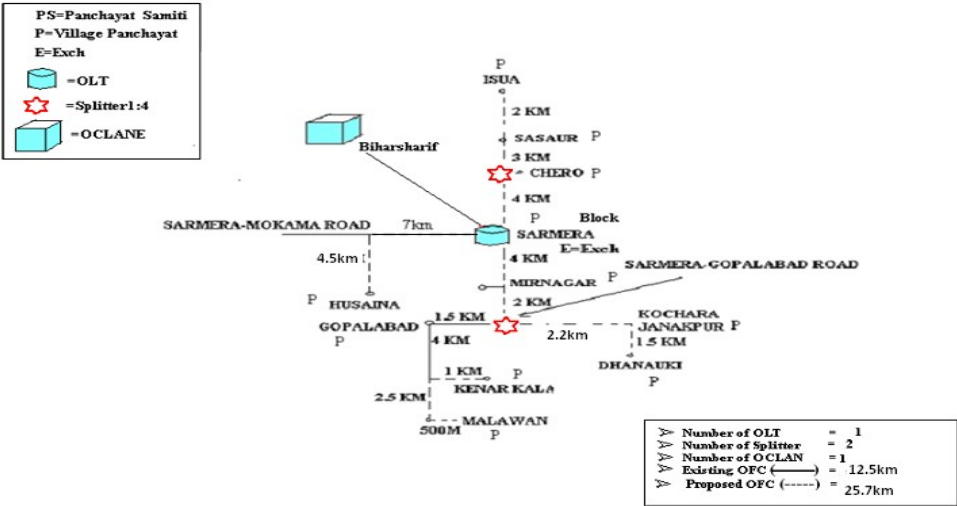 PS=Panchayat Samiti
P=Village Panchayat
E=Exch
=OLT
=Splitter1:4
=OCLANE
P
ISUA
2 KM
SASAUR P
3 KM
CHERO P
4 KM
Biharsharif
P Block
SARMERA-MOKAMA ROAD 7km SARMERA
E=Exch
4.5km 4 KM SARMERA-GOPALABAD ROAD
MIRNAGAR P
P HUSAINA 2 KM
1.5 KM KOCHARA
GOPALABAD JANAKPUR P
P 4 KM 2.2km 1.5 KM
DHANAUKI
1 KM P P
2.5 KM KENAR KALA
MALAWAN
500M P
Number of OLT = 1
Number of Splitter = 2
Number of OCLAN =1
Existing OFC (———) = 12.5km
Proposed OFC (-----) = 25.7km